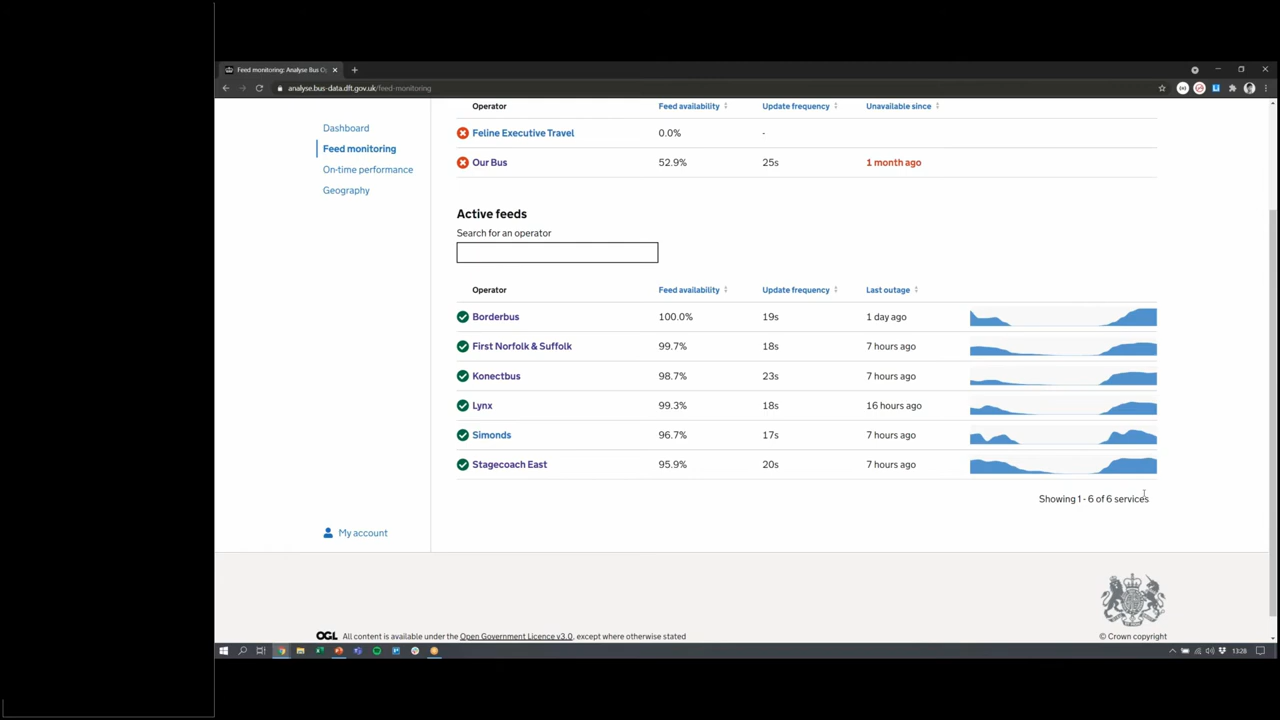 Feed monitoring: Analyse Bus O
analyse.bus-data.dft.gov.uk/feed-monitoring
Dashboard
Feed monitoring
On-time performance
Geography
My account
Operator Feed availability Update frequency Unavailable since
Feline Executive Travel 0.0% -
Our Bus 52.9% 25s 1 month ago
Active feeds
Search for an operator
Operator Feed availability Update frequency Last outage
Borderbus 100.0% 19s 1 day ago
First Norfolk & Suffolk 99.7% 18s 7 hours ago
Konectbus 98.7% 23s 7 hours ago
Lynx 99.3% 18s 16 hours ago
Simonds 96.7% 17s 7 hours ago
Stagecoach East 95.9% 20s 7 hours ago
Showing 1 - 6 of 6 services
OGL All content is available under the Open Government Licence v3.0, except where otherwise stated
© Crown copyright
13:28